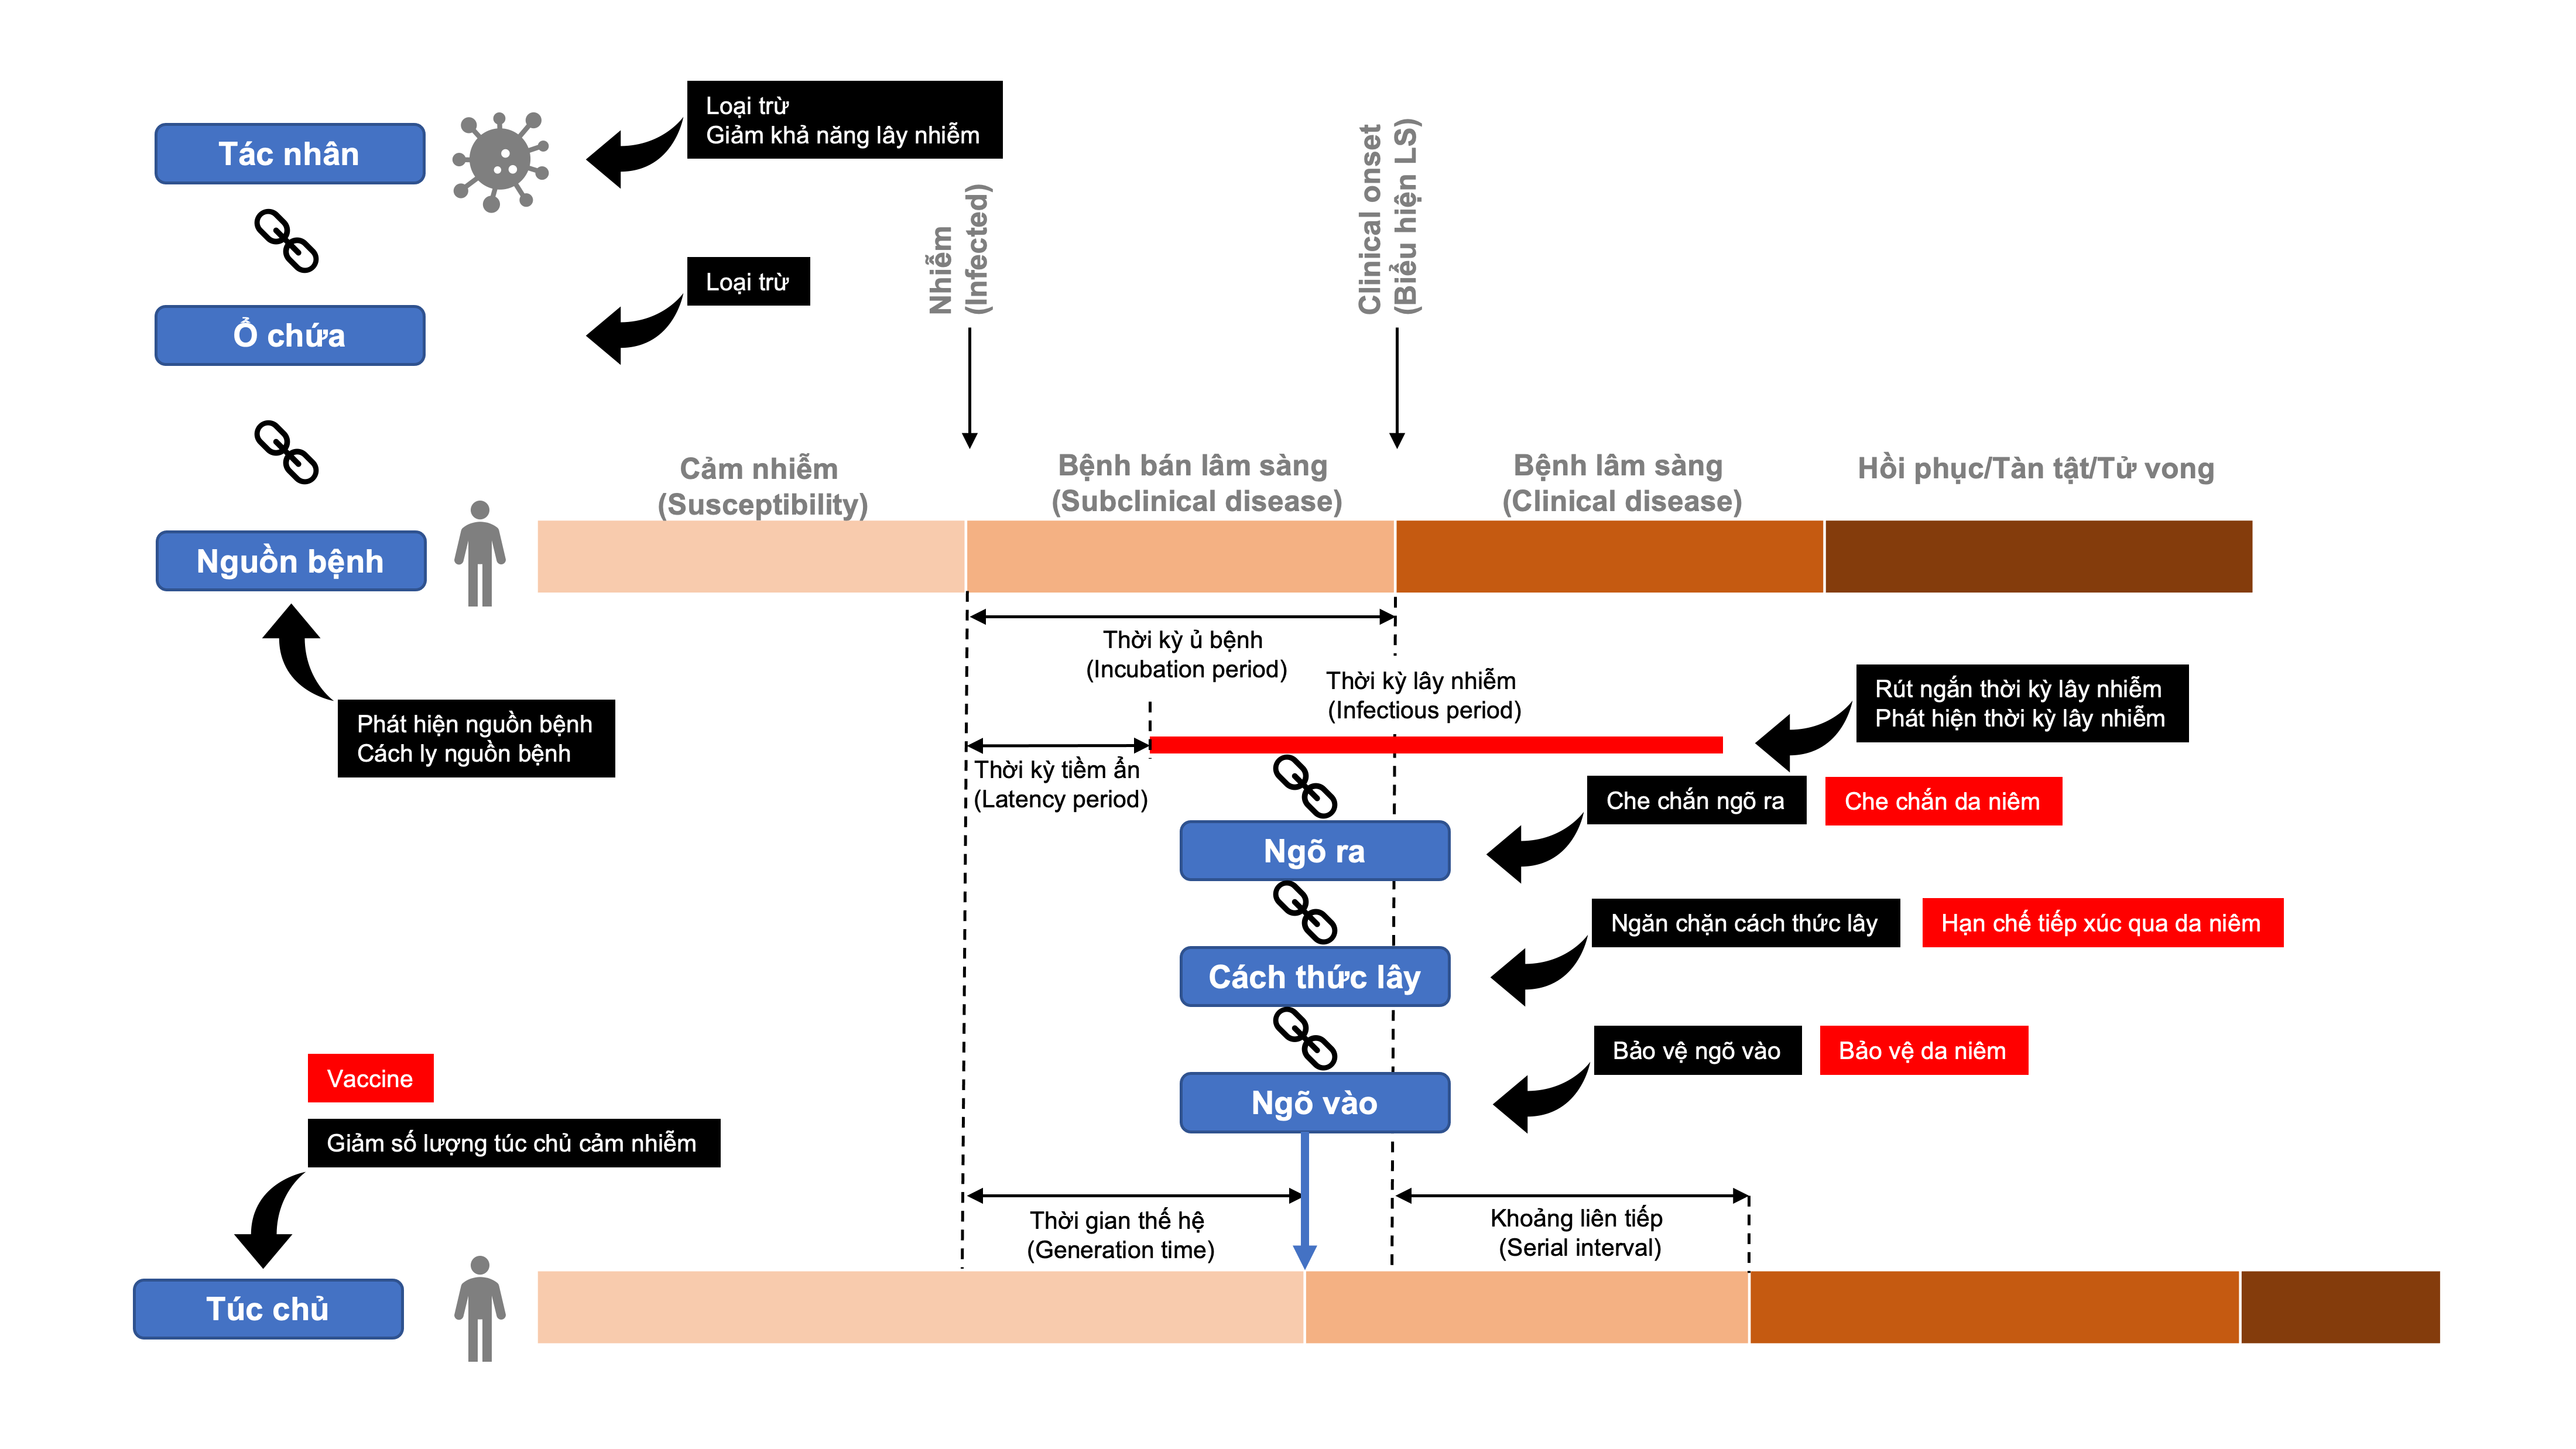 Loại trừ
Giảm khả năng lây nhiễm
Tác nhân
Nhiễm
(Infected)
Clinical onset
(Biểu hiện LS)
Loại trừ
Ổ chứa
Cảm nhiễm
(Susceptibility)
Bệnh bán lâm sàng
(Subclinical disease)
Bệnh lâm sàng
(Clinical disease)
Hồi phục/Tàn tật/Tử vong
Nguồn bệnh
Thời kỳ ủ bệnh
(Incubation period)
Thời kỳ lây nhiễm
(Infectious period)
Rút ngắn thời kỳ lây nhiễm
Phát hiện thời kỳ lây nhiễm
Phát hiện nguồn bệnh
Cách ly nguồn bệnh
Thời kỳ tiềm ẩn
(Latency period)
Che chắn ngõ ra
Che chắn da niêm
Ngõ ra
Ngăn chặn cách thức lây
Hạn chế tiếp xúc qua da niêm
Cách thức lây
Bảo vệ ngõ vào
Bảo vệ da niêm
Ngõ vào
Vaccine
Giảm số lượng túc chủ cảm nhiễm
Thời gian thế hệ
(Generation time)
Khoảng liên tiếp
(Serial interval)
Túc chủ